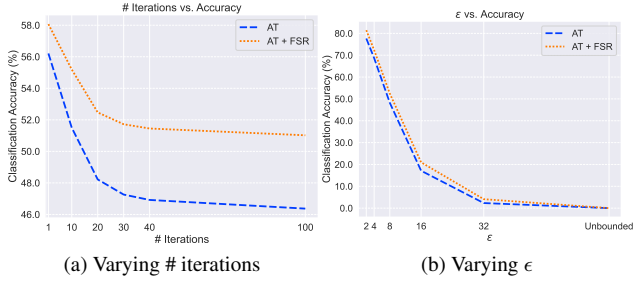 # Iterations vs. Accuracy
Classification Accuracy (%)
58.0
56.0
54.0
52.0
50.0
48.0
46.0
1 10 20 30 40 100
# Iterations
AT
AT + FSR
(a) Varying # iterations
ε vs. Accuracy
Classification Accuracy (%)
80.0
70.0
60.0
50.0
40.0
30.0
20.0
10.0
0.0
2 4 8 16 32 Unbounded
ε
AT
AT + FSR
(b) Varying ϵ